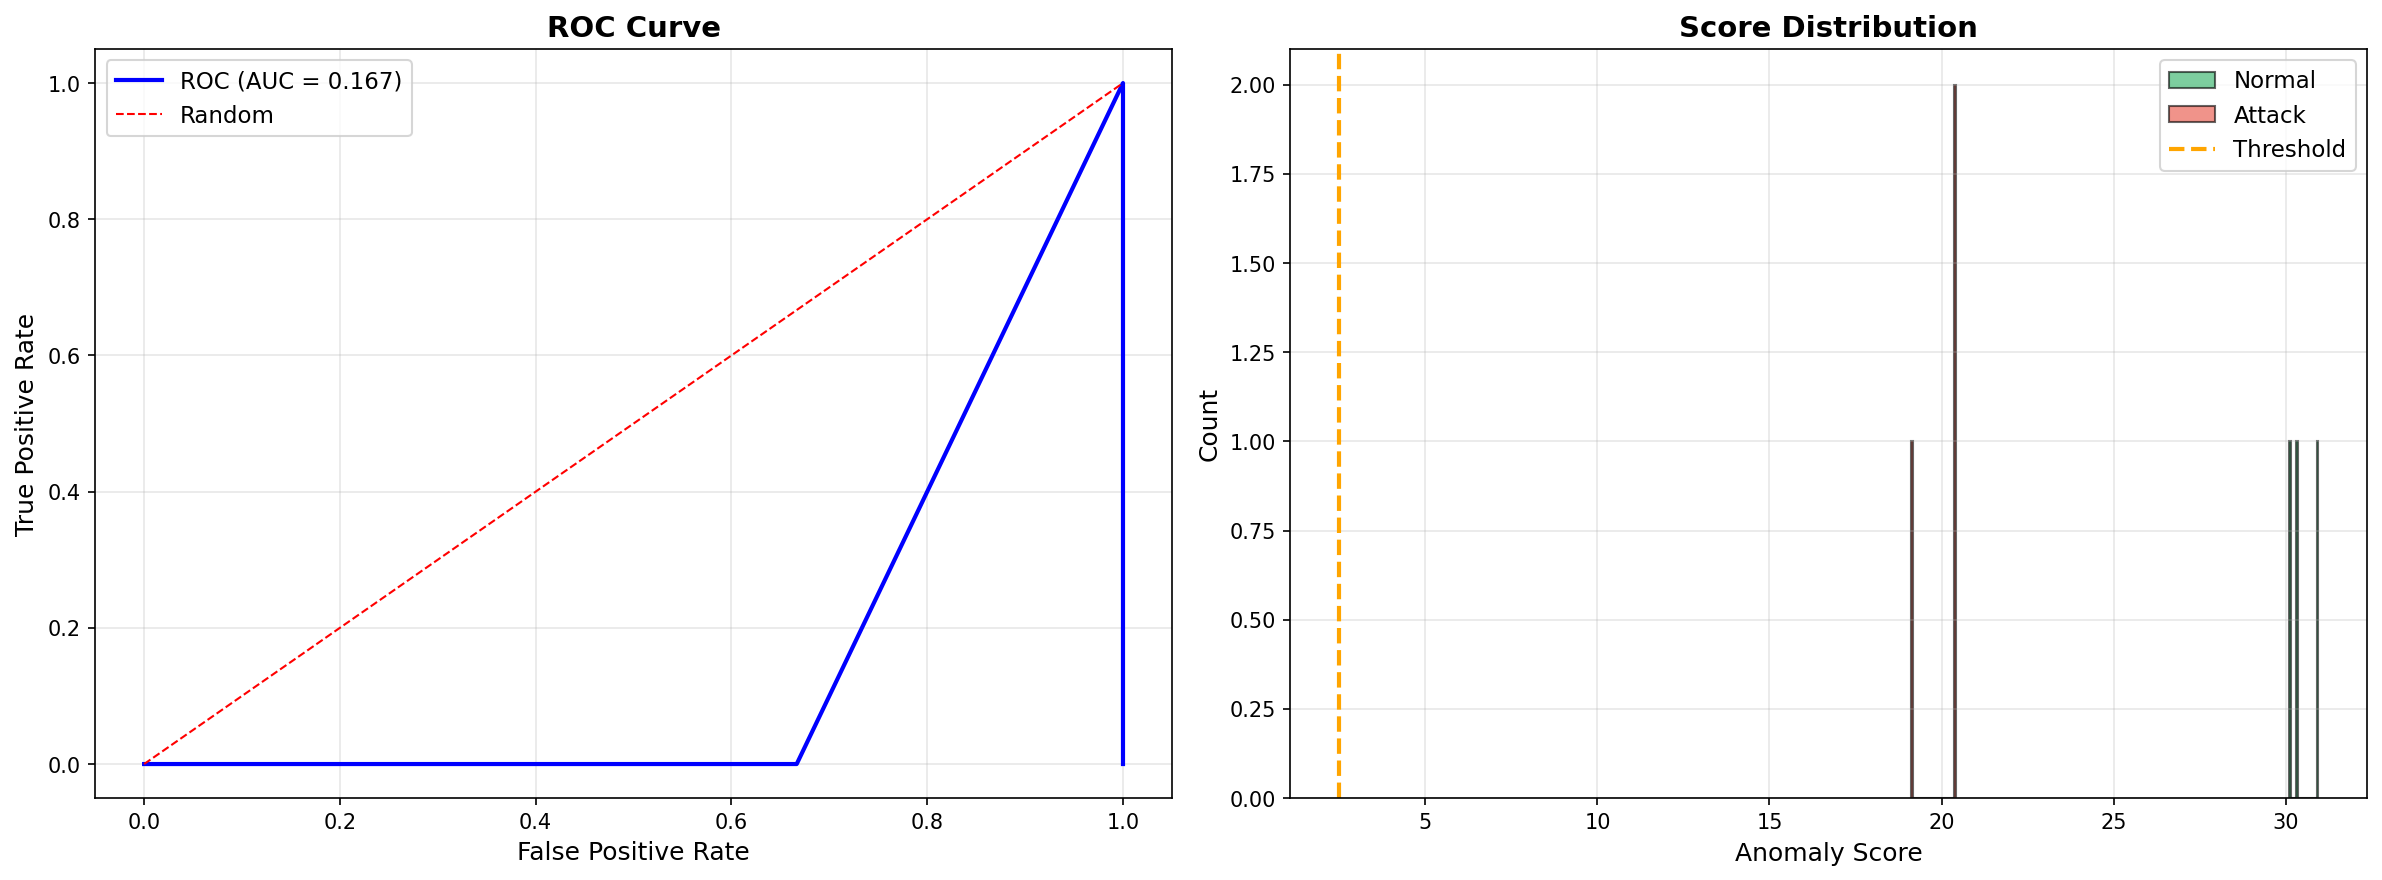 ROC Curve
ROC (AUC = 0.167)
Random
True Positive Rate
1.0
0.8
0.6
0.4
0.2
0.0
0.0 0.2 0.4 0.6 0.8 1.0
False Positive Rate
Score Distribution
Normal
Attack
Threshold
Count
2.00
1.75
1.50
1.25
1.00
0.75
0.50
0.25
0.00
5 10 15 20 25 30
Anomaly Score